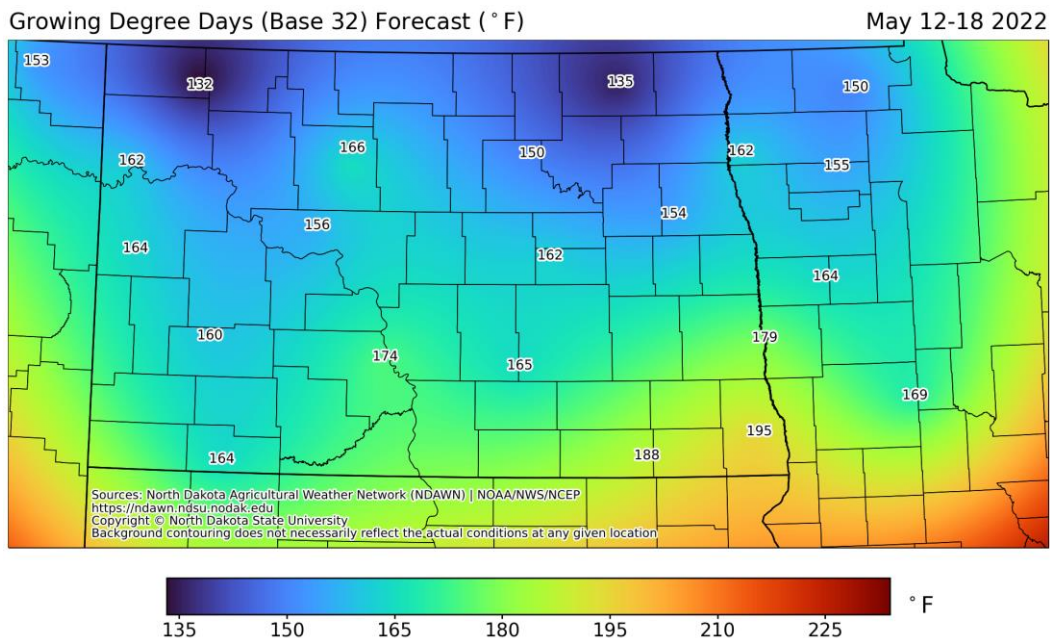 Growing Degree Days (Base 32) Forecast (°F) May 12-18 2022
153
132 135 150
166 162
162 150 155
154
156
164 162
164
160 179
174 165
169
195
164 188
Sources: North Dakota Agricultural Weather Network (NDAWN) | NOAA/NWS/NCEP
https://ndawn.ndsu.nodak.edu
Copyright © North Dakota State University
Background contouring does not necessarily reflect the actual conditions at any given location
°F
135 150 165 180 195 210 225